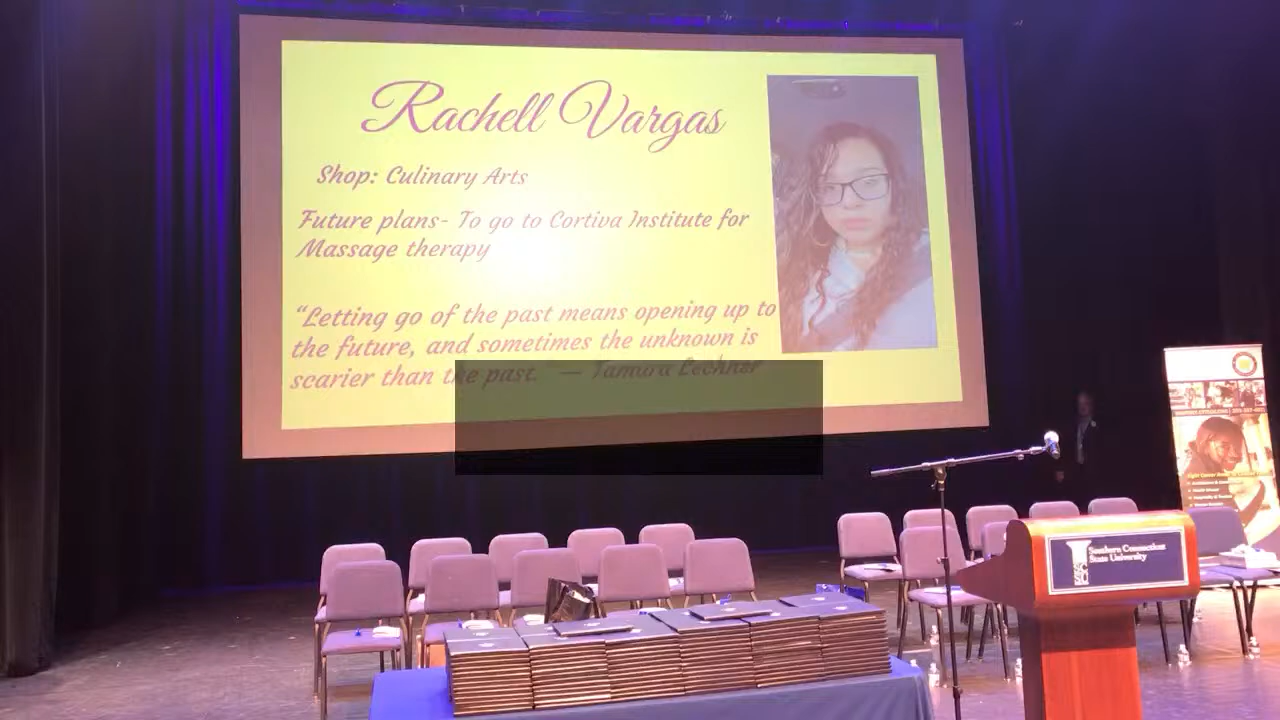 Rachell Vargas
Shop: Culinary Arts
Future plans- To go to Cortiva Institute for
Massage therapy
“Letting go of the past means opening up to
the future, and sometimes the unknown is
scarier than the past.” — Tamara Lechner
Southern Connecticut
State University